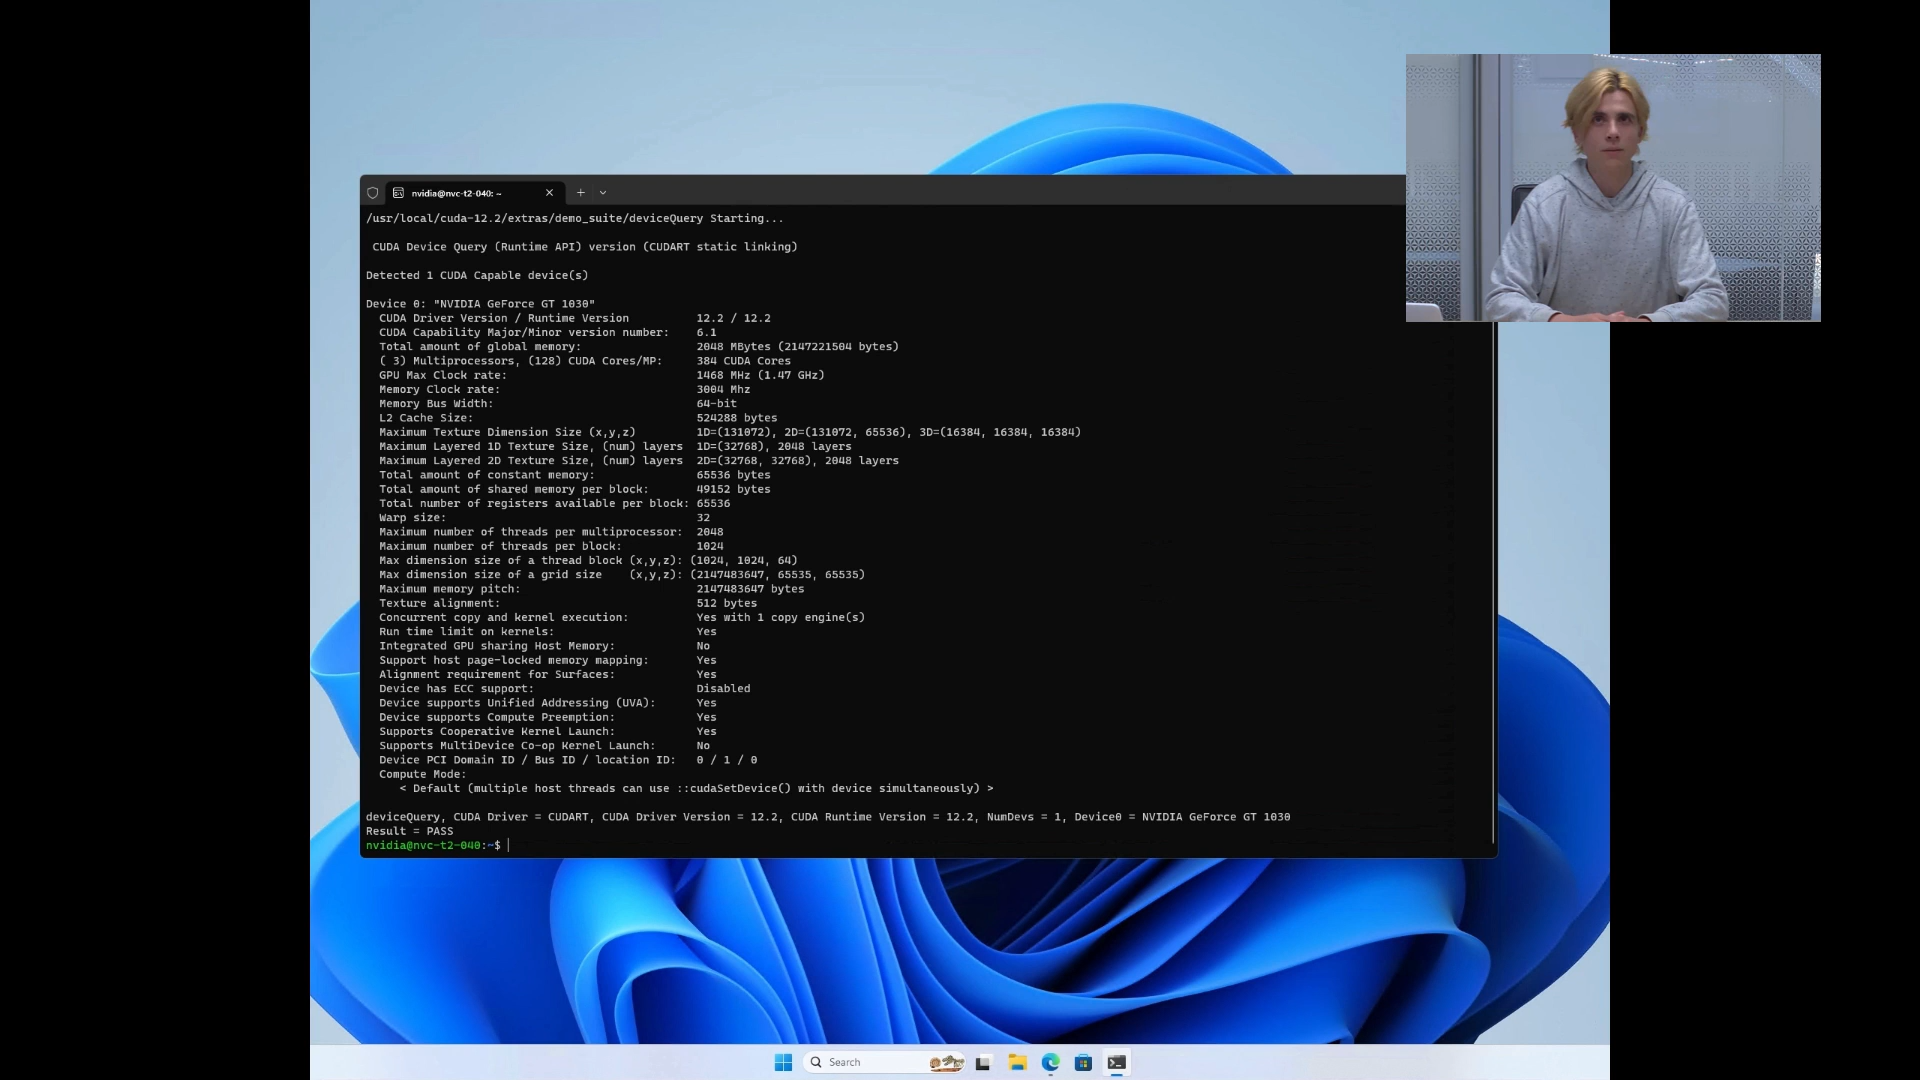 nvidia@nvc-t2-040: ~
/usr/local/cuda-12.2/extras/demo_suite/deviceQuery Starting...
CUDA Device Query (Runtime API) version (CUDART static linking)
Detected 1 CUDA Capable device(s)
Device 0: "NVIDIA GeForce GT 1030"
CUDA Driver Version / Runtime Version 12.2 / 12.2
CUDA Capability Major/Minor version number: 6.1
Total amount of global memory: 2048 MBytes (2147221504 bytes)
( 3) Multiprocessors, (128) CUDA Cores/MP: 384 CUDA Cores
GPU Max Clock rate: 1468 MHz (1.47 GHz)
Memory Clock rate: 3004 Mhz
Memory Bus Width: 64-bit
L2 Cache Size: 524288 bytes
Maximum Texture Dimension Size (x,y,z) 1D=(131072), 2D=(131072, 65536), 3D=(16384, 16384, 16384)
Maximum Layered 1D Texture Size, (num) layers 1D=(32768), 2048 layers
Maximum Layered 2D Texture Size, (num) layers 2D=(32768, 32768), 2048 layers
Total amount of constant memory: 65536 bytes
Total amount of shared memory per block: 49152 bytes
Total number of registers available per block: 65536
Warp size: 32
Maximum number of threads per multiprocessor: 2048
Maximum number of threads per block: 1024
Max dimension size of a thread block (x,y,z): (1024, 1024, 64)
Max dimension size of a grid size (x,y,z): (2147483647, 65535, 65535)
Maximum memory pitch: 2147483647 bytes
Texture alignment: 512 bytes
Concurrent copy and kernel execution: Yes with 1 copy engine(s)
Run time limit on kernels: Yes
Integrated GPU sharing Host Memory: No
Support host page-locked memory mapping: Yes
Alignment requirement for Surfaces: Yes
Device has ECC support: Disabled
Device supports Unified Addressing (UVA): Yes
Device supports Compute Preemption: Yes
Supports Cooperative Kernel Launch: Yes
Supports MultiDevice Co-op Kernel Launch: No
Device PCI Domain ID / Bus ID / location ID: 0 / 1 / 0
Compute Mode:
< Default (multiple host threads can use ::cudaSetDevice() with device simultaneously) >
deviceQuery, CUDA Driver = CUDART, CUDA Driver Version = 12.2, CUDA Runtime Version = 12.2, NumDevs = 1, Device0 = NVIDIA GeForce GT 1030
Result = PASS
nvidia@nvc-t2-040:~$
Search